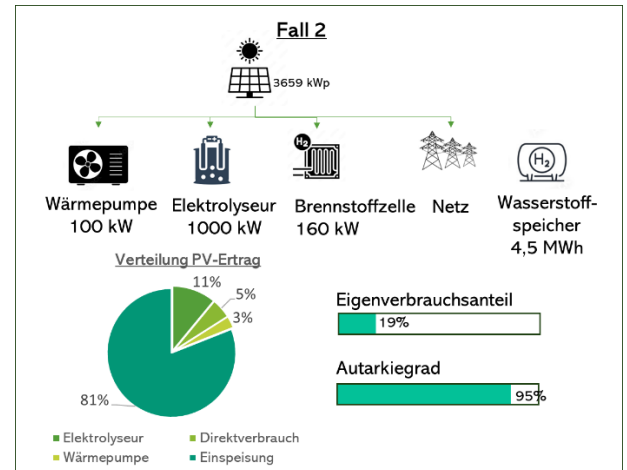 Fall 2
3659 kWp
H2
H2
Wärmepumpe
100 kW
Elektrolyseur
1000 kW
Brennstoffzelle
160 kW
Netz
Wasserstoff-
speicher
4,5 MWh
Verteilung PV-Ertrag
11%
5%
3%
81%
Elektrolyseur
Direktverbrauch
Wärmepumpe
Einspeisung
Eigenverbrauchsanteil
19%
Autarkiegrad
95%